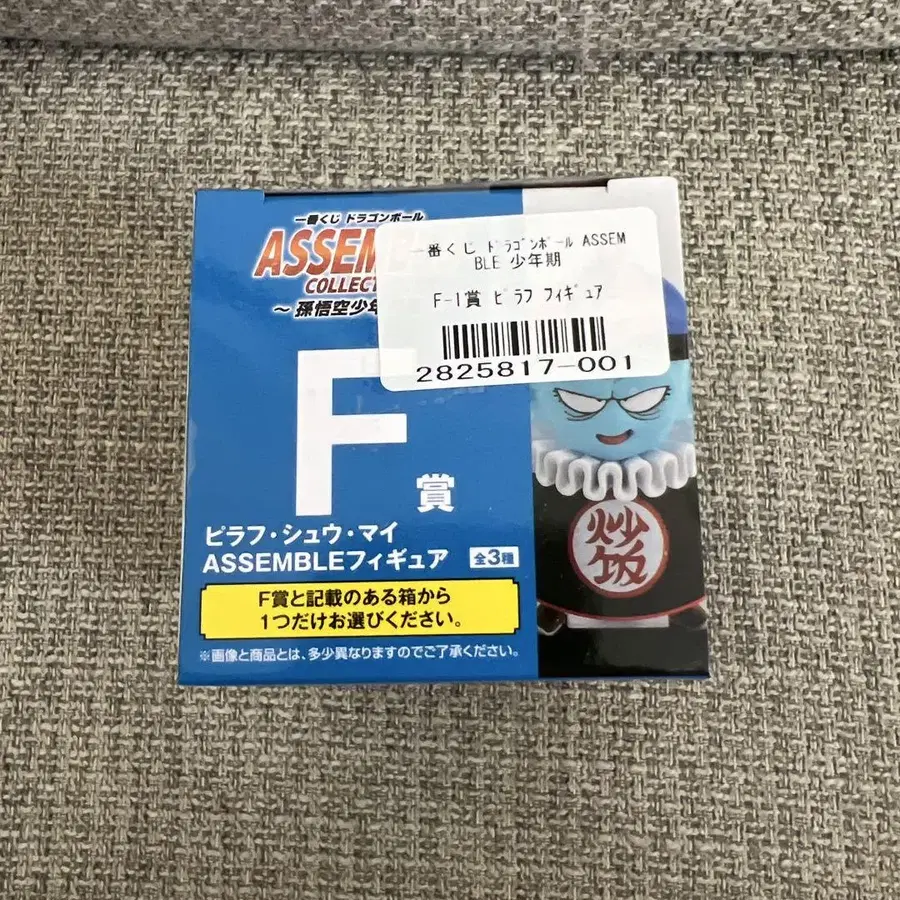 一番くじ ドラゴンボール
ASSEMB
COLLECT
～孫悟空少年
一番くじ ﾄﾞﾗｺﾞﾝﾎﾞｰﾙ ASSEM
BLE 少年期
F-1賞 ﾋﾟﾗﾌ ﾌｨｷﾞｭｱ
2825817-001
F賞
ピラフ・シュウ・マイ
ASSEMBLEフィギュア 全3種
F賞と記載のある箱から
1つだけお選びください。
※画像と商品とは、多少異なりますのでご了承ください。
炒飯